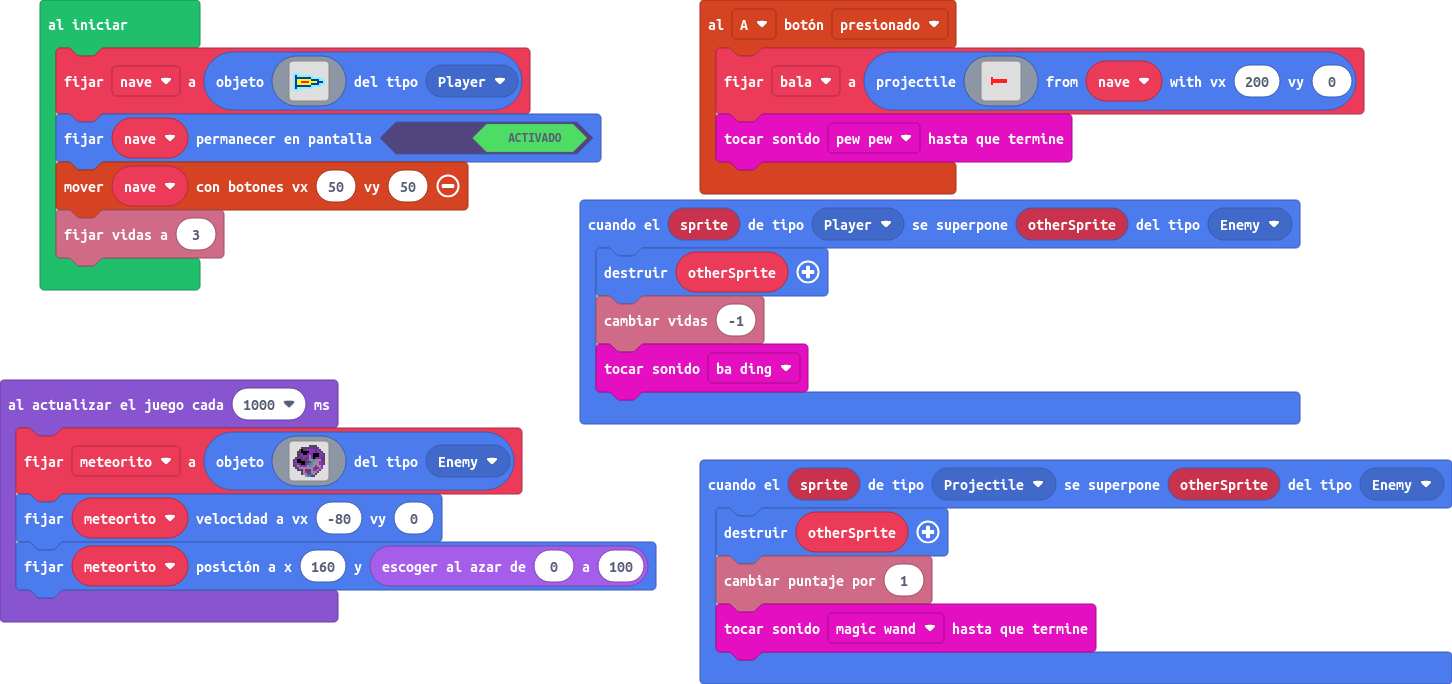 al iniciar
fijar nave a objeto del tipo Player
fijar nave permanecer en pantalla ACTIVADO
mover nave con botones vx 50 vy 50
fijar vidas a 3
al A botón presionado
fijar bala a projectile from nave with vx 200 vy 0
tocar sonido pew pew hasta que termine
cuando el sprite de tipo Player se superpone otherSprite del tipo Enemy
destruir otherSprite
cambiar vidas -1
tocar sonido ba ding
al actualizar el juego cada 1000 ms
fijar meteorito a objeto del tipo Enemy
fijar meteorito velocidad a vx -80 vy 0
fijar meteorito posición a x 160 y escoger al azar de 0 a 100
cuando el sprite de tipo Projectile se superpone otherSprite del tipo Enemy
destruir otherSprite
cambiar puntaje por 1
tocar sonido magic wand hasta que termine